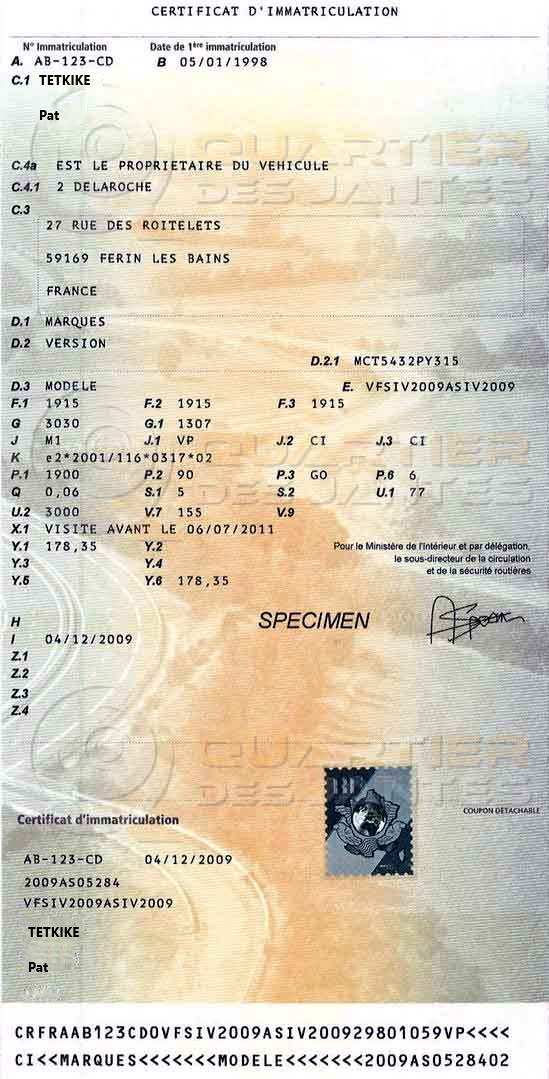 CERTIFICAT D'IMMATRICULATION
N° Immatriculation Date de 1ère immatriculation
A. AB-123-CD B 05/01/1998
C.1 TETKIKE
Pat
© QUARTIER DES JANTES
C.4a EST LE PROPRIETAIRE DU VEHICULE
C.4.1 2 DELAROCHE
C.3
27 RUE DES ROITELETS
59169 FERIN LES BAINS
FRANCE
D.1 MARQUES
D.2 VERSION
D.2.1 MCT5432PY315
D.3 MODELE E. VFSIV2009ASIV2009
F.1 1915 F.2 1915 F.3 1915
G 3030 G.1 1307
© QUARTIER DES JANTES
J M1 J.1 VP J.2 CI J.3 CI
K e2*2001/116*0317*02
P.1 1900 P.2 90 P.3 GO P.6 6
Q 0,06 S.1 5 S.2 U.1 77
U.2 3000 V.7 155 V.9
X.1 VISITE AVANT LE 06/07/2011
Y.1 178,35 Y.2
Y.3 Y.4
Y.5 Y.6 178,35
Pour le Ministère de l'Intérieur et par délégation,
le sous-directeur de la circulation
et de la sécurité routières
H
SPECIMEN
I 04/12/2009
Z.1
Z.2
Z.3
Z.4
© QUARTIER DES JANTES
RF
COUPON DÉTACHABLE
Certificat d'immatriculation
AB-123-CD 04/12/2009
2009AS05284
VFSIV2009ASIV2009
TETKIKE
Pat
CRFRAAB123CD0VFSIV2009ASIV200929801059VP<<<<
CI<<MARQUES<<<<<<<MODELE<<<<<<<2009AS0528402